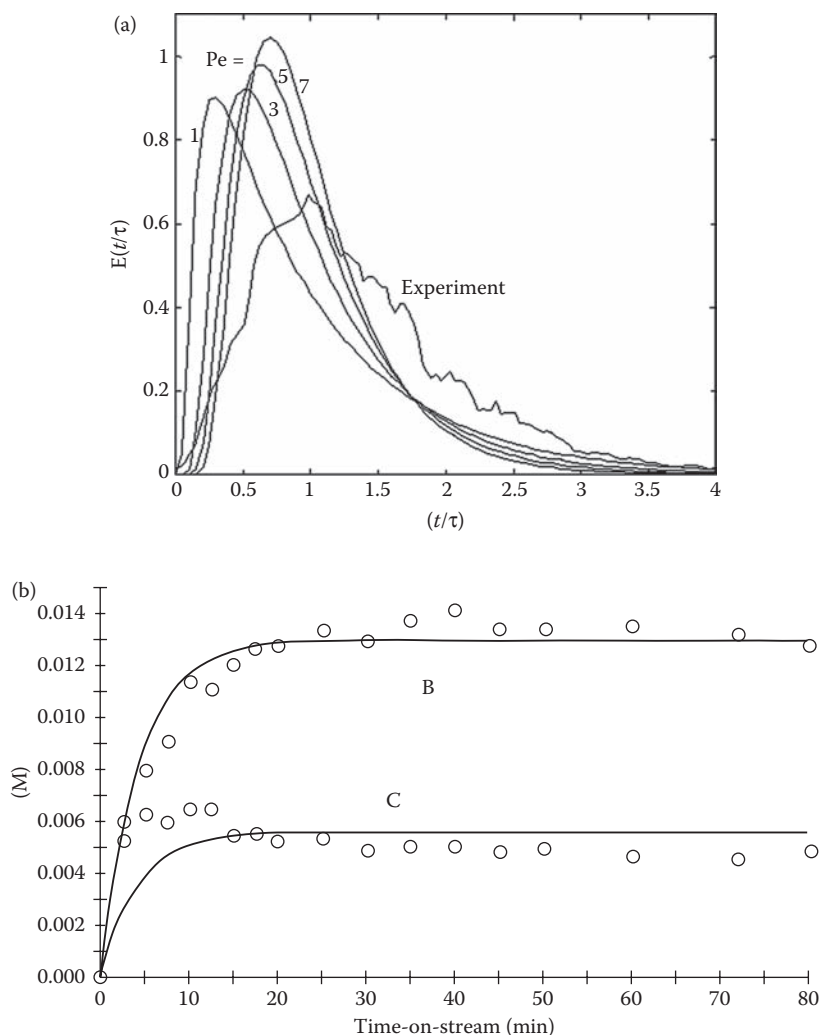 (a)
1
0.8
0.6
0.4
0.2
0
E(t/τ)
Pe =
1
3
5
7
Experiment
0 0.5 1 1.5 2 2.5 3 3.5 4
(t/τ)
(b)
0.014
0.012
0.010
0.008
0.006
0.004
0.002
0.000
(M)
B
C
0 10 20 30 40 50 60 70 80
Time-on-stream (min)